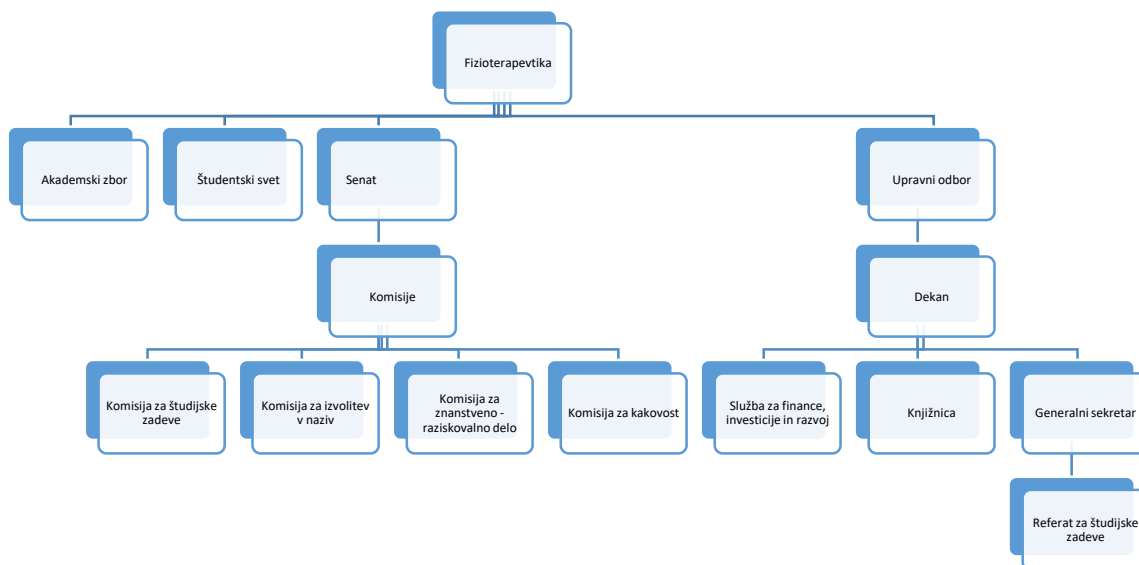 Fizioterapevtika
Akademski zbor
Študentski svet
Senat
Upravni odbor
Komisije
Dekan
Komisija za študijske
zadeve
Komisija za izvolitev
v naziv
Komisija za
znanstveno -
raziskovalno delo
Komisija za kakovost
Služba za finance,
investicije in razvoj
Knjižnica
Generalni sekretar
Referat za študijske
zadeve